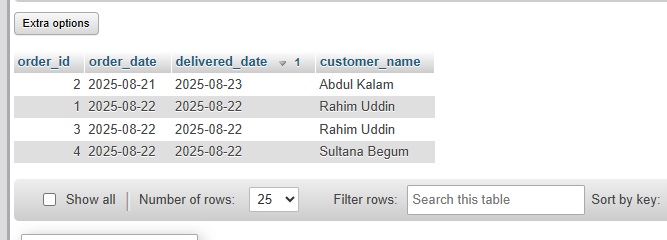 Extra options
order_id order_date delivered_date 1 customer_name
2 2025-08-21 2025-08-23 Abdul Kalam
1 2025-08-22 2025-08-22 Rahim Uddin
3 2025-08-22 2025-08-22 Rahim Uddin
4 2025-08-22 2025-08-22 Sultana Begum
Show all Number of rows: 25 Filter rows: Search this table Sort by key: